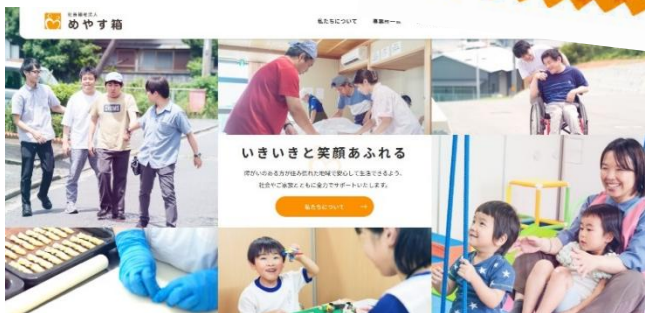 社会福祉法人
めやす箱
私たちについて
いきいきと笑顔あふれる
障がいのある方が住み慣れた地域で安心して生活できるよう、
社会やご家族とともに全力でサポートいたします。
私たちについて